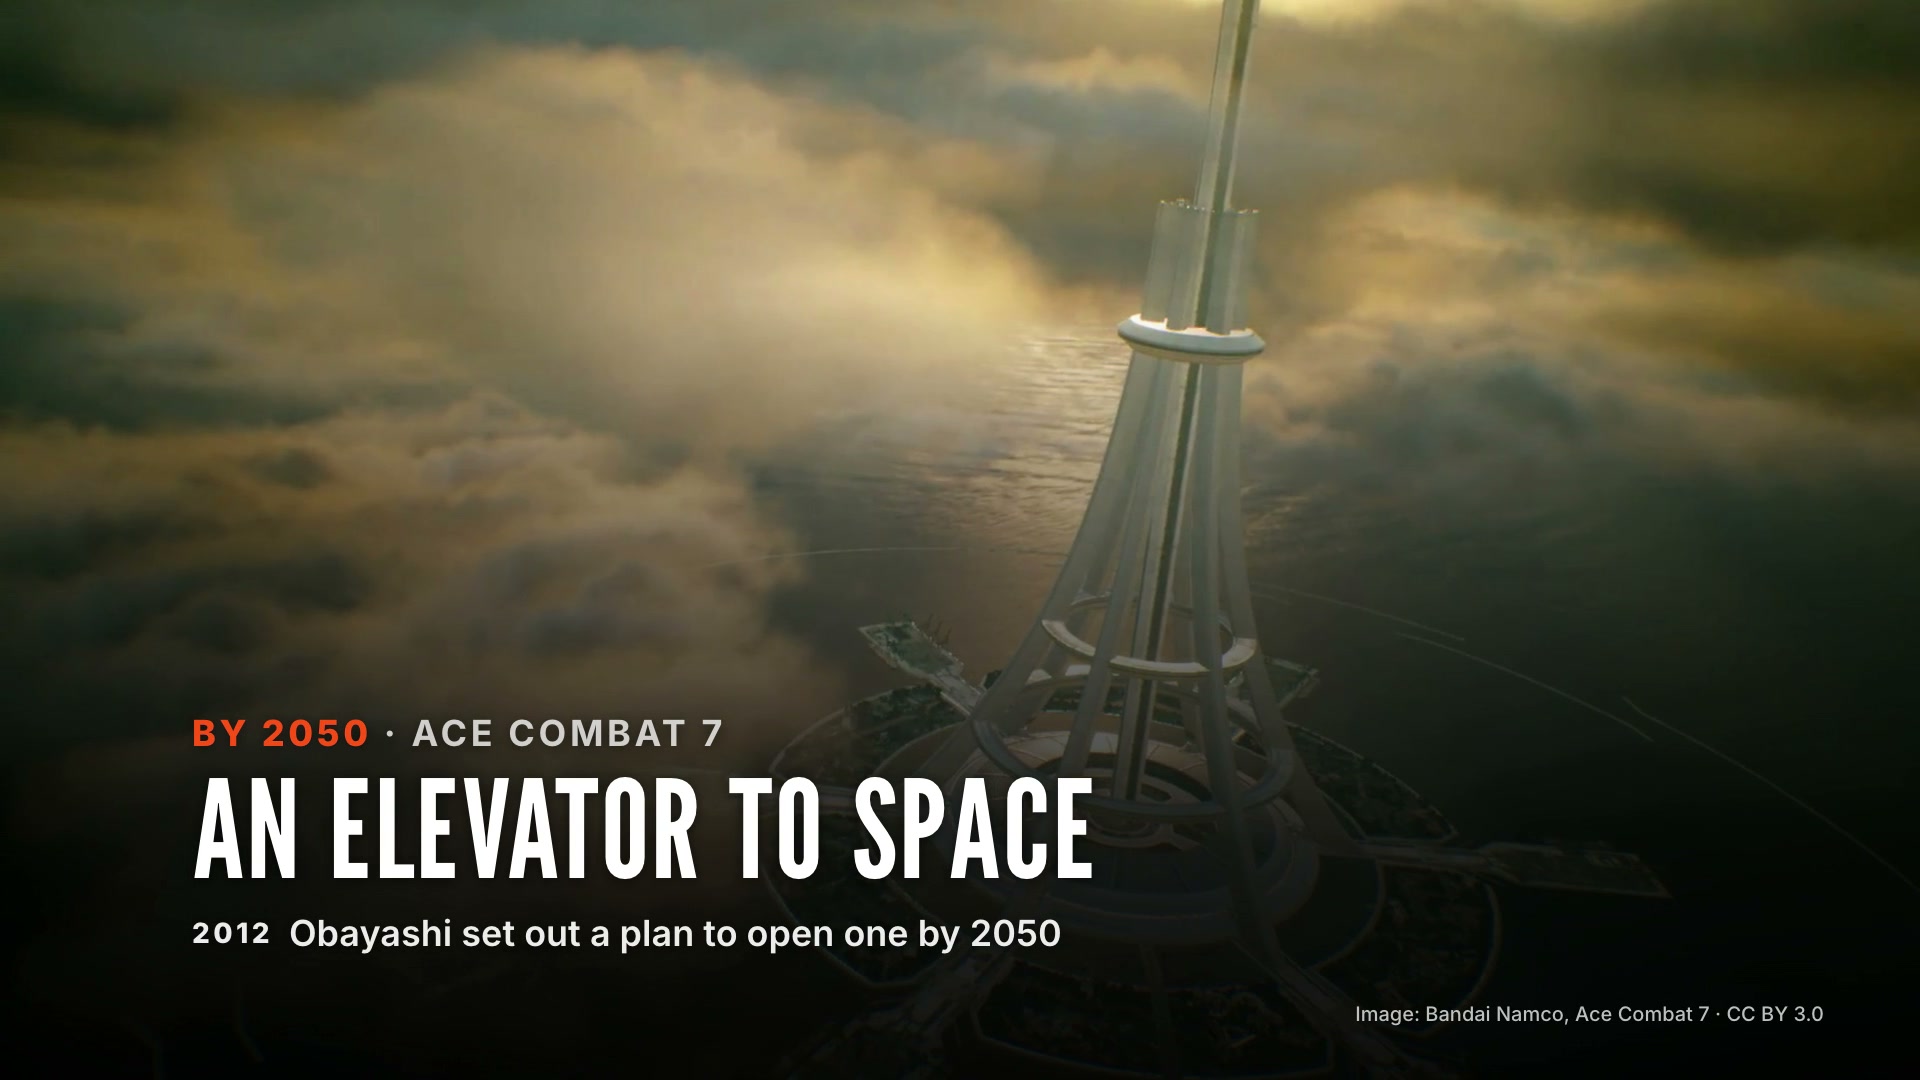 BY 2050 · ACE COMBAT 7
AN ELEVATOR TO SPACE
2012 Obayashi set out a plan to open one by 2050
Image: Bandai Namco, Ace Combat 7 · CC BY 3.0